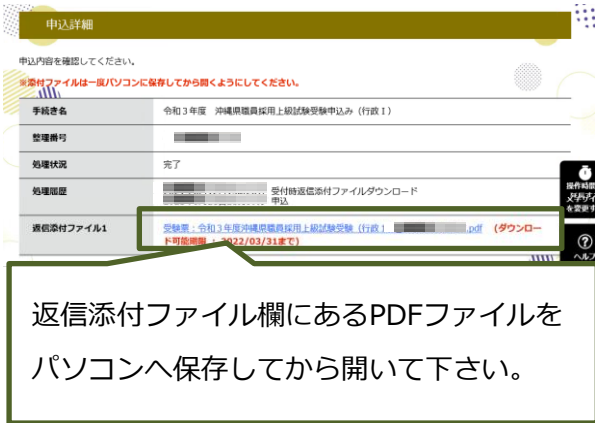 申込詳細
申込内容を確認してください。
※添付ファイルは一度パソコンに保存してから開くようにしてください。
手続き名 令和3年度 沖縄県職員採用上級試験受験申込み（行政Ⅰ）
整理番号
処理状況 完了
処理履歴 受付時返信添付ファイルダウンロード
申込
操作時間
を変更す
返信添付ファイル1 受験票：令和3年度沖縄県職員採用上級試験受験（行政Ⅰ .pdf (ダウンロー
ド可能期限 : 2022/03/31まで)
ヘルプ
返信添付ファイル欄にあるPDFファイルを
パソコンへ保存してから開いて下さい。